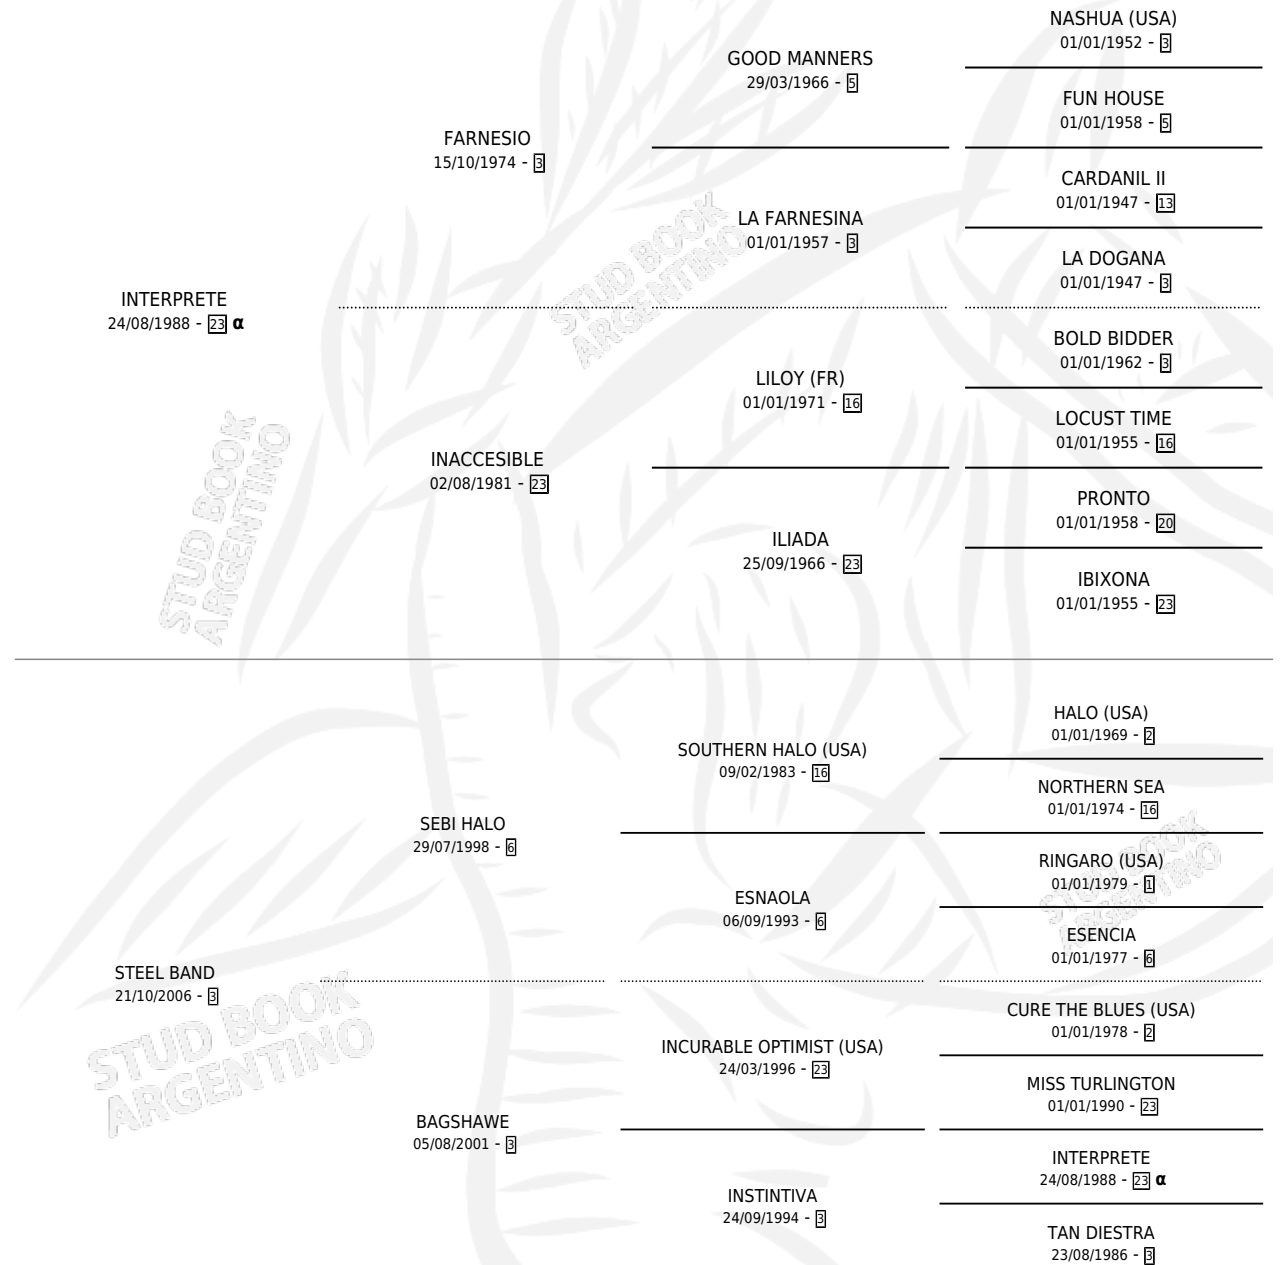 NASHUA (USA)
01/01/1952 - 3
GOOD MANNERS
29/03/1966 - 5
FUN HOUSE
01/01/1958 - 5
FARNESIO
15/10/1974 - 3
CARDANIL II
01/01/1947 - 13
LA FARNESINA
01/01/1957 - 3
LA DOGANA
01/01/1947 - 3
INTERPRETE
24/08/1988 - 23 α
BOLD BIDDER
01/01/1962 - 3
LILOY (FR)
01/01/1971 - 16
LOCUST TIME
01/01/1955 - 16
INACCESIBLE
02/08/1981 - 23
PRONTO
01/01/1958 - 20
ILIADA
25/09/1966 - 23
IBIXONA
01/01/1955 - 23
HALO (USA)
01/01/1969 - 2
SOUTHERN HALO (USA)
09/02/1983 - 16
NORTHERN SEA
01/01/1974 - 16
SEBI HALO
29/07/1998 - 6
RINGARO (USA)
01/01/1979 - 1
ESNAOLA
06/09/1993 - 6
ESENCIA
01/01/1977 - 6
STEEL BAND
21/10/2006 - 3
CURE THE BLUES (USA)
01/01/1978 - 2
INCURABLE OPTIMIST (USA)
24/03/1996 - 23
MISS TURLINGTON
01/01/1990 - 23
BAGSHAWE
05/08/2001 - 3
INTERPRETE
24/08/1988 - 23 α
INSTINTIVA
24/09/1994 - 3
TAN DIESTRA
23/08/1986 - 3
STUD BOOK
ARGENTINO
STUD BOOK
ARGENTINO
STUD BOOK
ARGENTINO
STUD BOOK
ARGENTINO